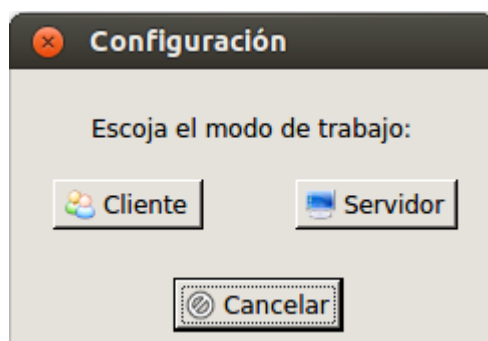 Configuración
Escoja el modo de trabajo:
Cliente Servidor
Cancelar